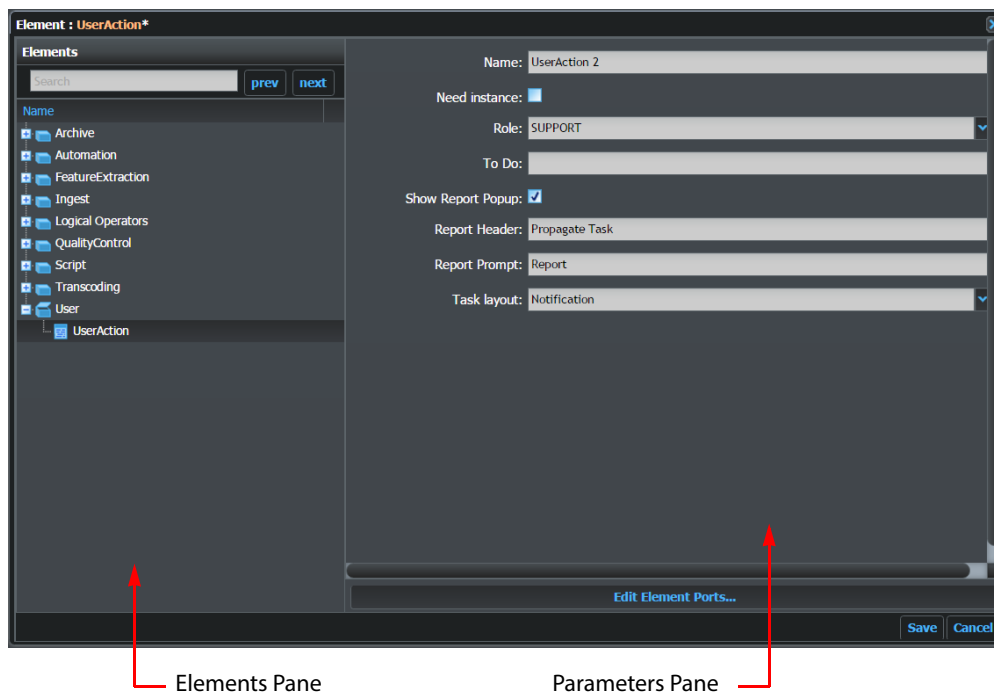 Element : UserAction*
Elements
Search prev next
Name
Archive
Automation
FeatureExtraction
Ingest
Logical Operators
QualityControl
Script
Transcoding
User
UserAction
Name: UserAction 2
Need instance:
Role: SUPPORT
To Do:
Show Report Popup:
Report Header: Propagate Task
Report Prompt: Report
Task layout: Notification
Edit Element Ports...
Save Cancel
Elements Pane
Parameters Pane